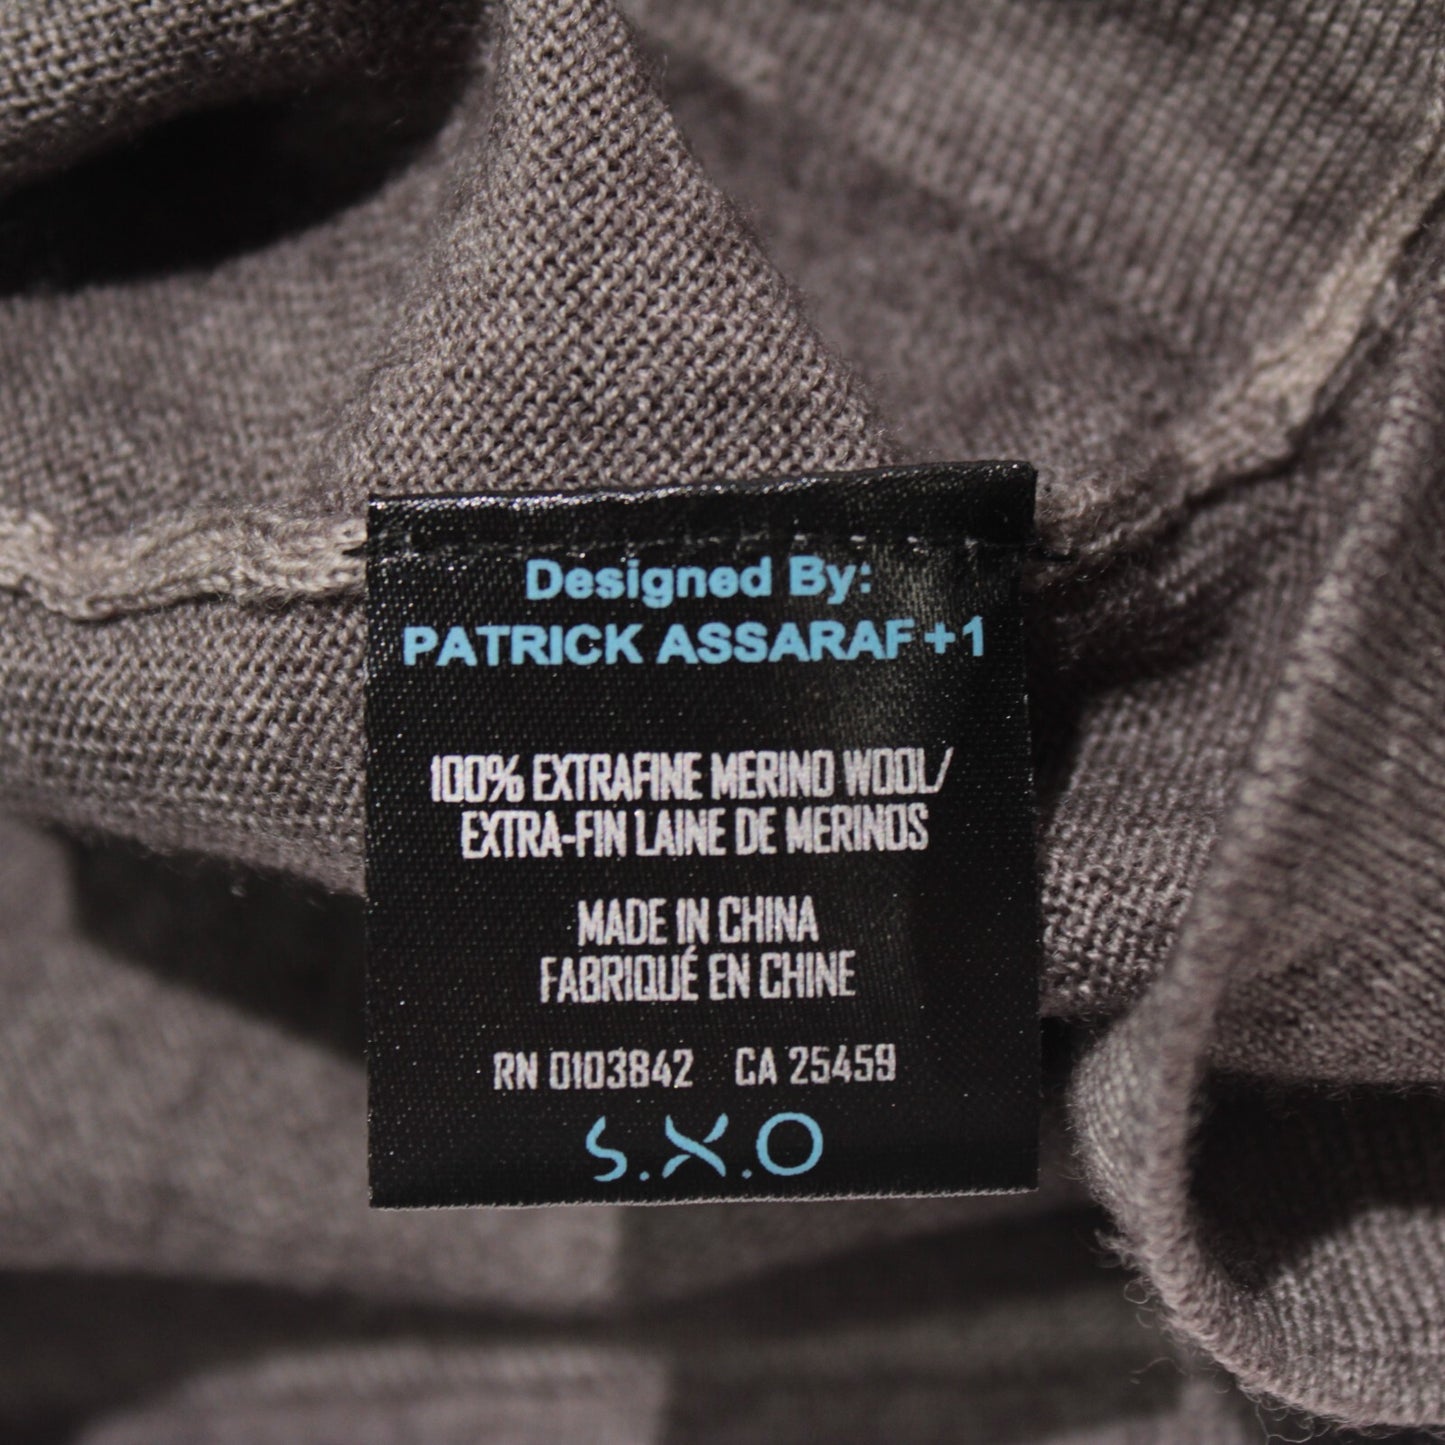 Designed By:
PATRICK ASSARAF +1
100% EXTRAFINE MERINO WOOL/
EXTRA-FIN LAINE DE MERINOS
MADE IN CHINA
FABRIQUÉ EN CHINE
RN 0103842 CA 25459
S.X.O